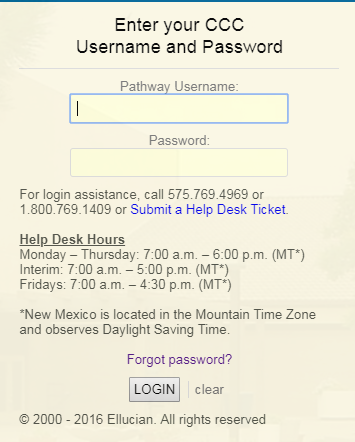 Enter your CCC
Username and Password
Pathway Username:
Password:
For login assistance, call 575.769.4969 or
1.800.769.1409 or Submit a Help Desk Ticket.
Help Desk Hours
Monday – Thursday: 7:00 a.m. – 6:00 p.m. (MT*)
Interim: 7:00 a.m. – 5:00 p.m. (MT*)
Fridays: 7:00 a.m. – 4:30 p.m. (MT*)
*New Mexico is located in the Mountain Time Zone
and observes Daylight Saving Time.
Forgot password?
LOGIN clear
© 2000 - 2016 Ellucian. All rights reserved